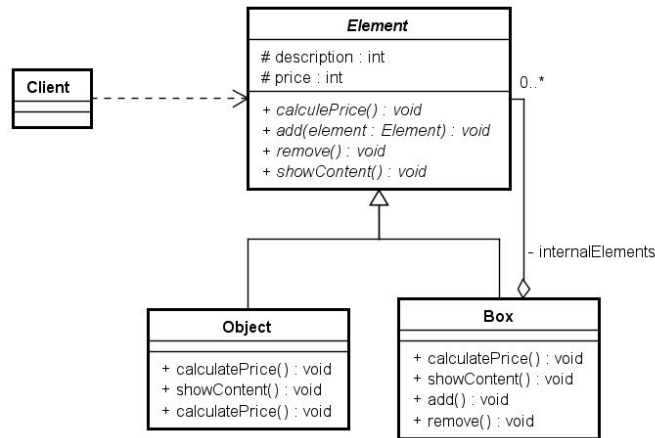 Element
# description : int
# price : int
+ calculePrice() : void
+ add(element : Element) : void
+ remove() : void
+ showContent() : void
Client
0..*
- internalElements
Object
+ calculatePrice() : void
+ showContent() : void
+ calculatePrice() : void
Box
+ calculatePrice() : void
+ showContent() : void
+ add() : void
+ remove() : void